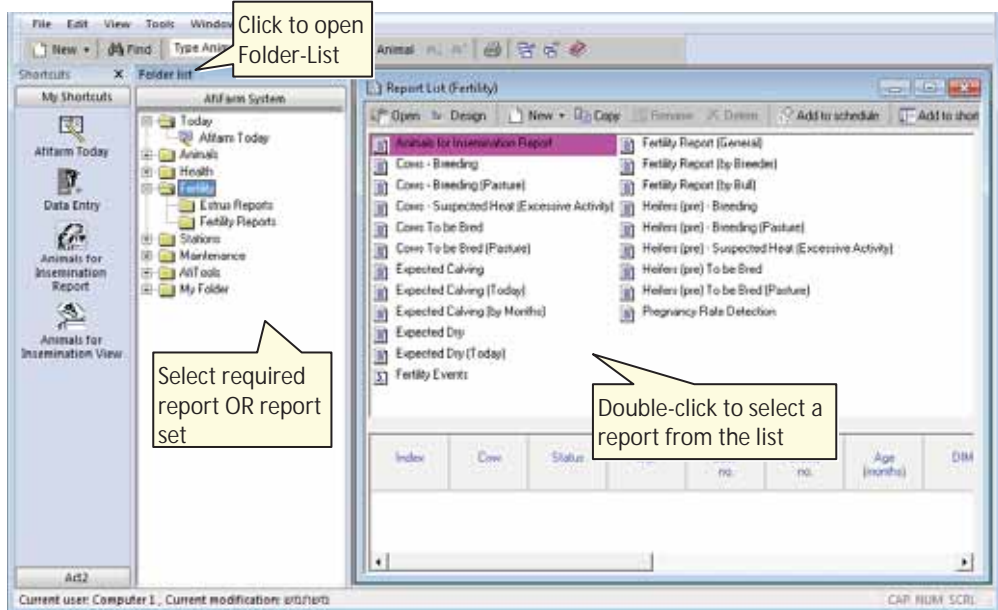 File Edit View Tools Window
Click to open
Folder-List
New Find Type Anim Animal
Shortcuts X Folder list
My Shortcuts
AfiFarm System
Afifarm Today
Data Entry
Animals for
Insemination
Report
Animals for
Insemination View
Act2
Today
Afifarm Today
Animals
Health
Fertility
Estrus Reports
Fertility Reports
Stations
Maintenance
AfiTools
My Folder
Select required
report OR report
set
Report List (Fertility)
Open Design New Copy Rename Delete Add to schedule Add to short
Animals for Insemination Report
Cows - Breeding
Cows - Breeding (Pasture)
Cows - Suspected Heat (Excessive Activity)
Cows To be Bred
Cows To be Bred (Pasture)
Expected Calving
Expected Calving (Today)
Expected Calving (by Months)
Expected Dry
Expected Dry (Today)
Fertility Events
Fertility Report (General)
Fertility Report (by Breeder)
Fertility Report (by Bull)
Heifers (pre) - Breeding
Heifers (pre) - Breeding (Pasture)
Heifers (pre) - Suspected Heat (Excessive Activity)
Heifers (pre) To be Bred
Heifers (pre) To be Bred (Pasture)
Pregnancy Rate Detection
Double-click to select a
report from the list
Index Cow Status no. no. Age (months) DIM
Current user: Computer 1 , Current modification: משתמש
CAP NUM SCRL